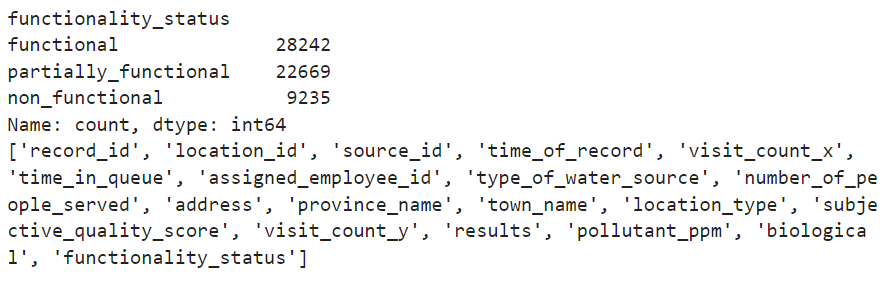 functionality_status
functional              28242
partially_functional    22669
non_functional           9235
Name: count, dtype: int64
['record_id', 'location_id', 'source_id', 'time_of_record', 'visit_count_x',
'time_in_queue', 'assigned_employee_id', 'type_of_water_source', 'number_of_pe
ople_served', 'address', 'province_name', 'town_name', 'location_type', 'subje
ctive_quality_score', 'visit_count_y', 'results', 'pollutant_ppm', 'biologica
l', 'functionality_status']